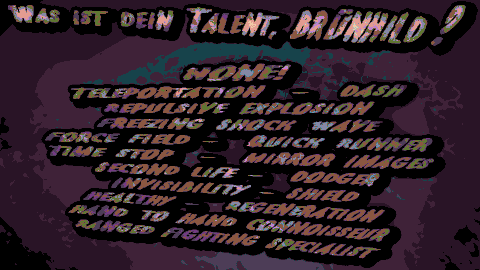 Was ist dein Talent, Brünhild?
None!
Teleportation - Dash
Repulsive Explosion
Freezing Shock Wave
Force Field - Quick Runner
Time Stop - Mirror Images
Second Life - Dodger
Invisibility - Shield
Healthy - Regeneration
Hand to Hand Connoisseur
Ranged Fighting Specialist